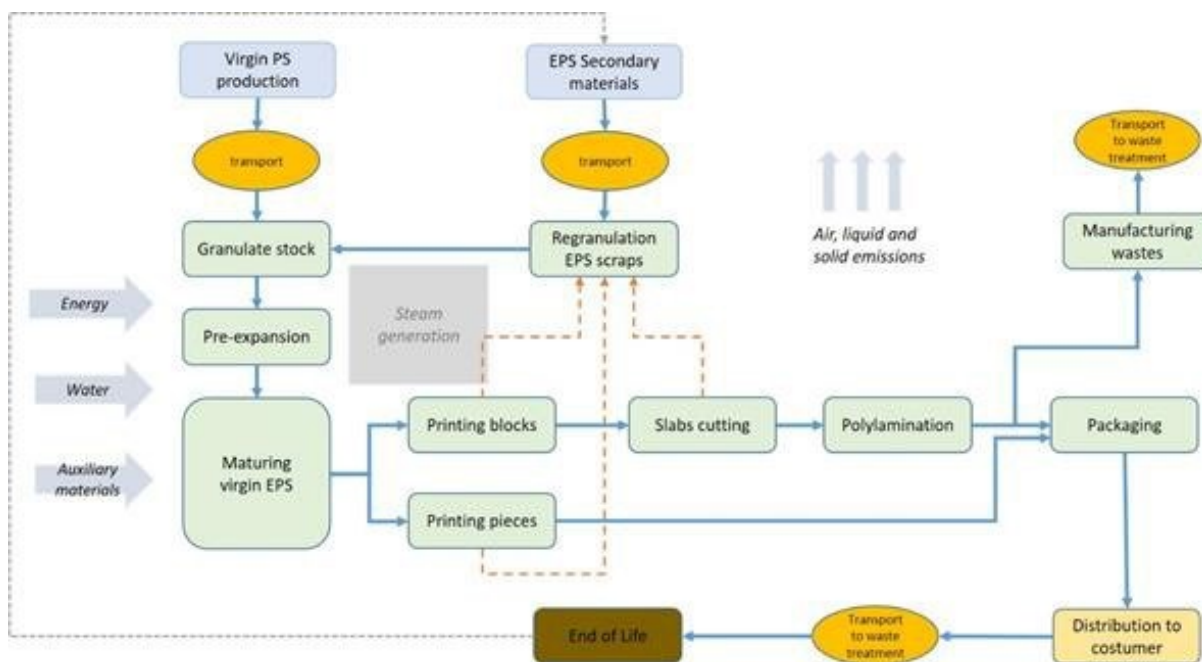 Virgin PS
production
EPS Secondary
materials
Transport
to waste
treatment
transport
transport
Granulate stock
Regranulation
EPS scraps
Air, liquid and
solid emissions
Manufacturing
wastes
Energy
Steam
generation
Pre-expansion
Water
Printing blocks
Slabs cutting
Polylamination
Packaging
Auxiliary
materials
Maturing
virgin EPS
Printing pieces
End of Life
Transport
to waste
treatment
Distribution to
costumer